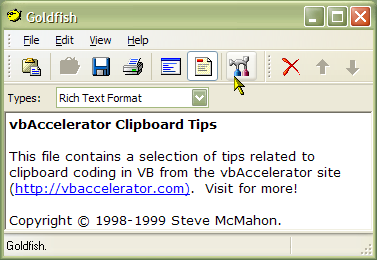 Goldfish
File Edit View Help
Types: Rich Text Format
vbAccelerator Clipboard Tips
This file contains a selection of tips related to
clipboard coding in VB from the vbAccelerator site
(http://vbaccelerator.com). Visit for more!
Copyright © 1998-1999 Steve McMahon.
Goldfish.